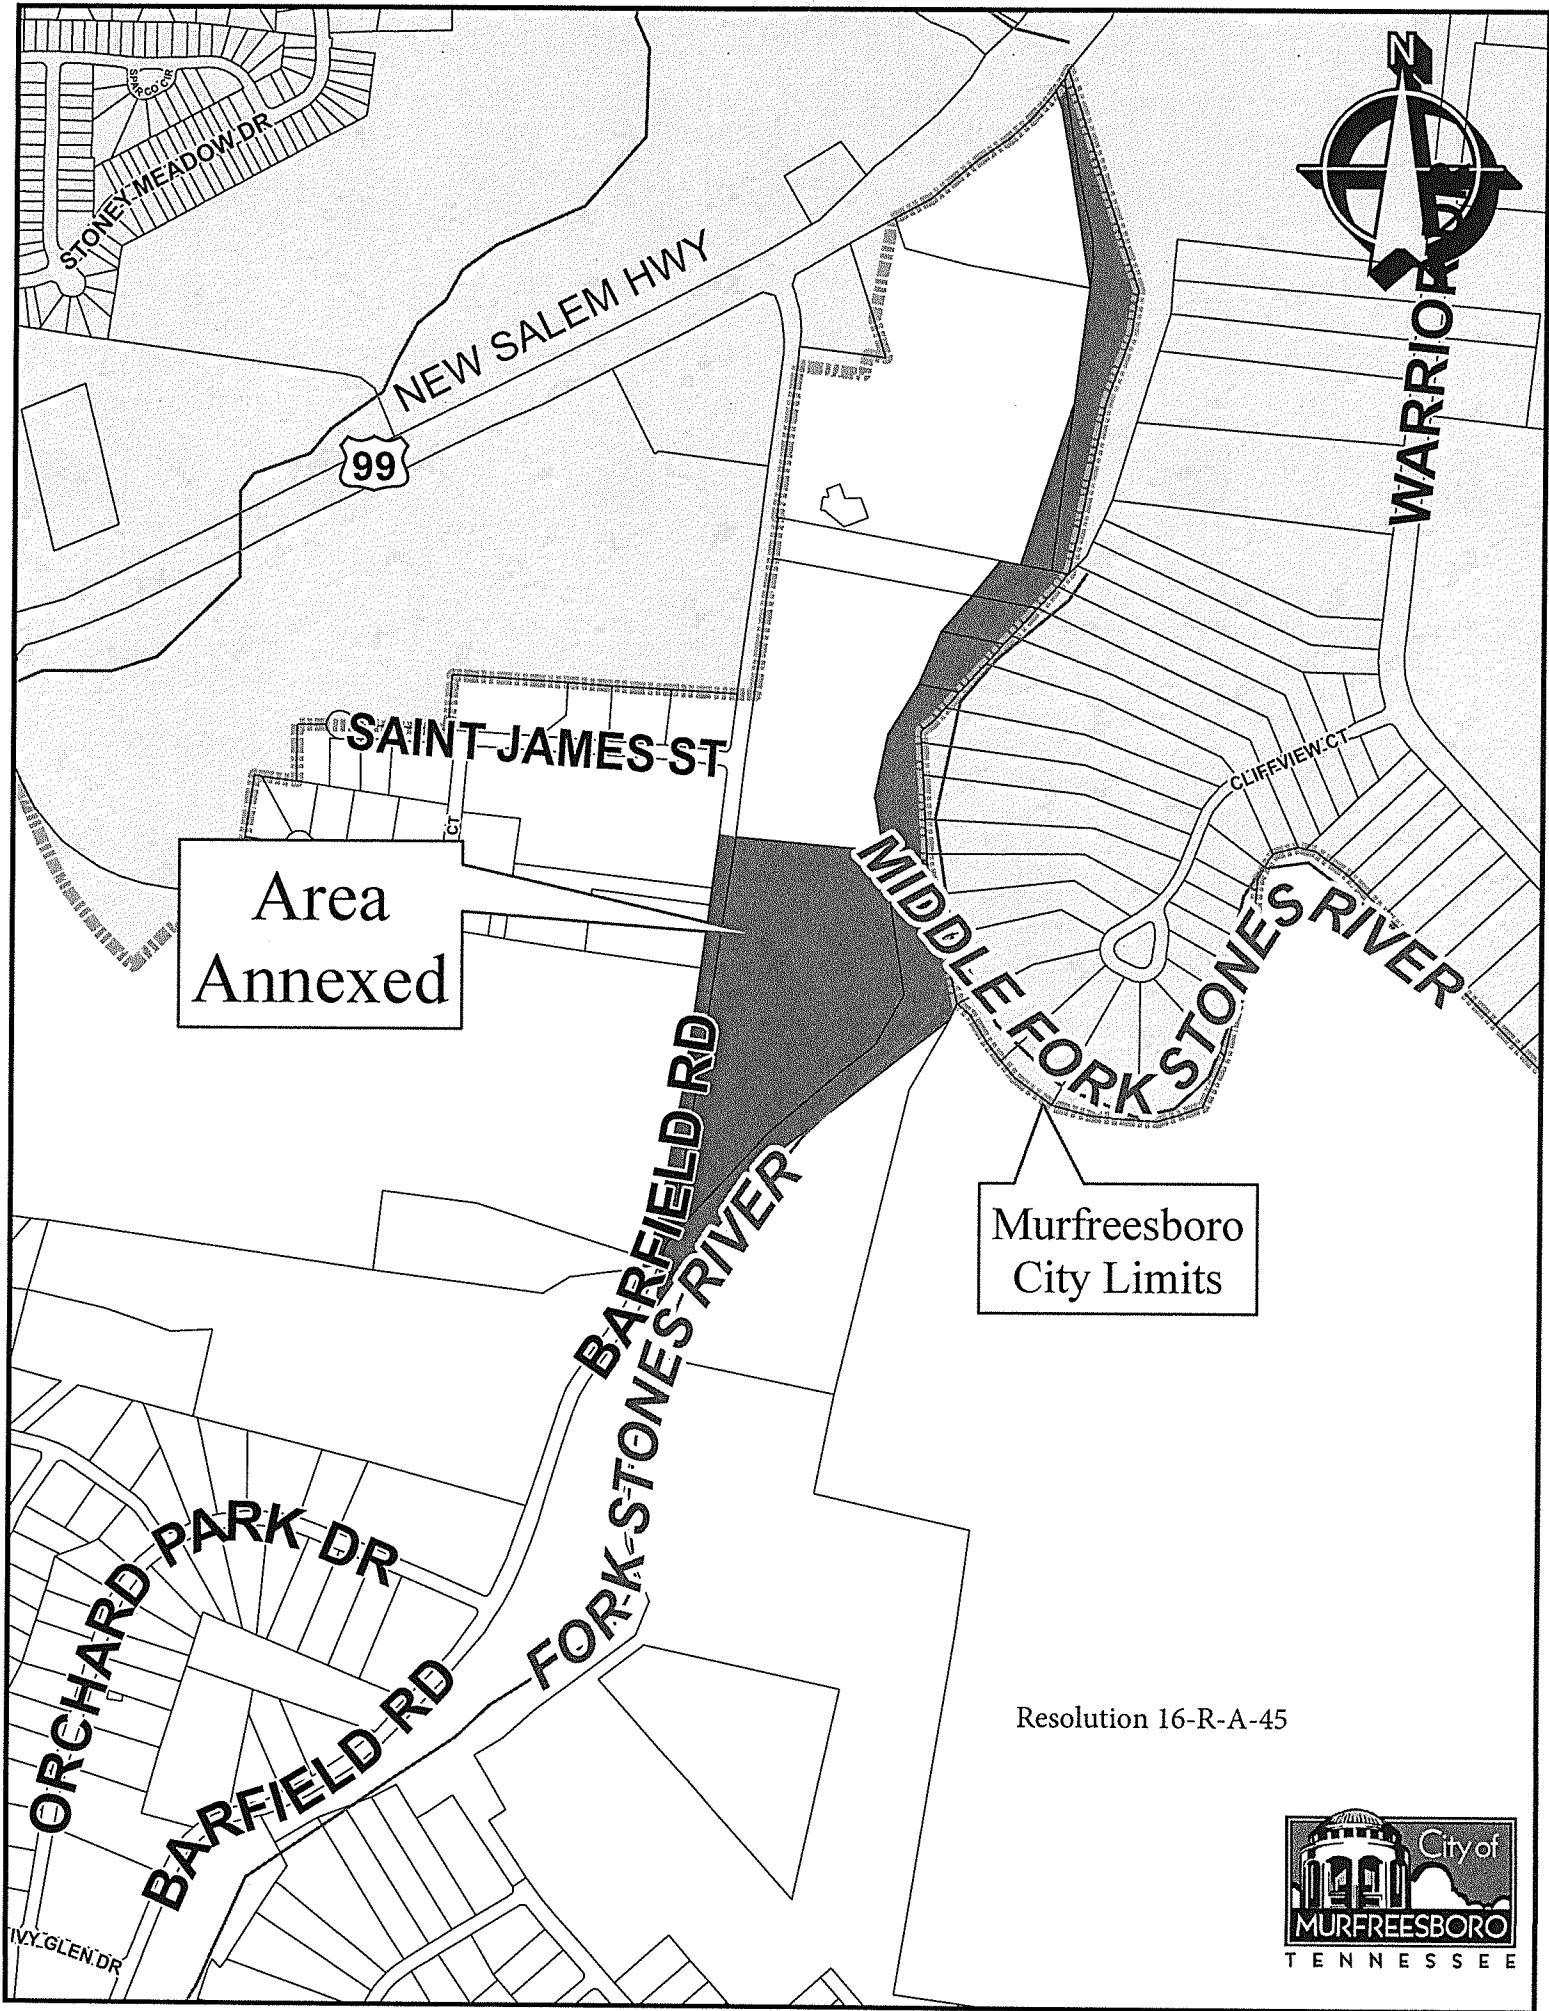 N
SPARCO CIR
STONEY MEADOW DR
NEW SALEM HWY
99
SAINT JAMES ST
CT
CLIFFVIEW CT
Area
Annexed
MIDDLE FORK STONES RIVER
BARFIELD RD
FORK STONES RIVER
Murfreesboro
City Limits
ORCHARD PARK DR
BARFIELD RD
IVY GLEN DR
Resolution 16-R-A-45
City of
MURFREESBORO
TENNESSEE